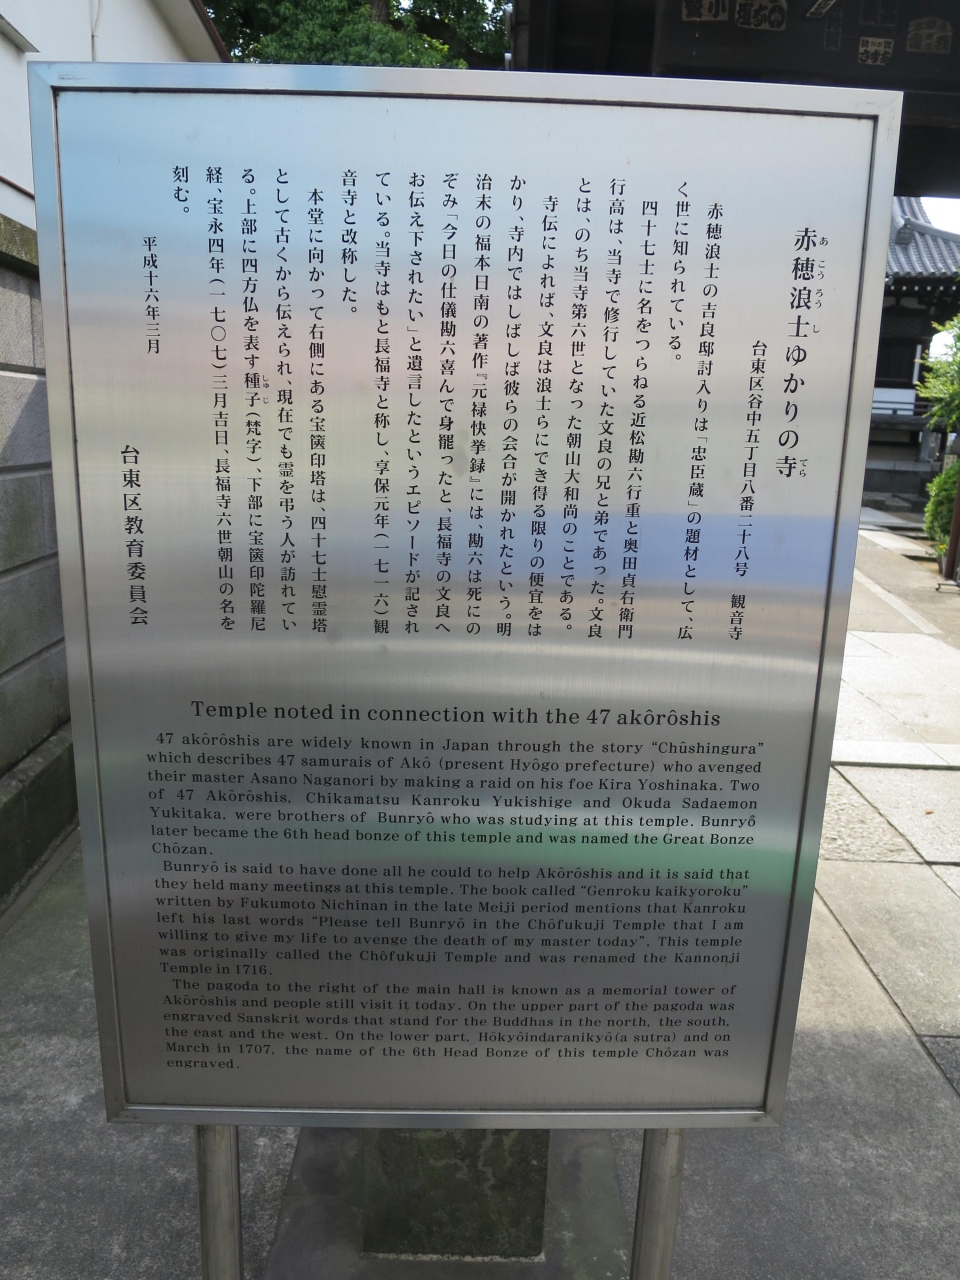 赤穂浪士ゆかりの寺
あこうろうし
てら
台東区谷中五丁目八番二十八号 観音寺
赤穂浪士の吉良邸討入りは「忠臣蔵」の題材として、広
く世に知られている。
四十七士に名をつらねる近松勘六行重と奥田貞右衛門
行高は、当寺で修行していた文良の兄と弟であった。文良
とは、のち当寺第六世となった朝山大和尚のことである。
寺伝によれば、文良は浪士らにでき得る限りの便宜をは
かり、寺内ではしばしば彼らの会合が開かれたという。明
治末の福本日南の著作『元禄快挙録』には、勘六は死にの
ぞみ「今日の仕儀勘六喜んで身罷ったと、長福寺の文良へ
お伝え下されたい」と遺言したというエピソードが記され
ている。当寺はもと長福寺と称し、享保元年(一七一六)観
音寺と改称した。
本堂に向かって右側にある宝篋印塔は、四十七士慰霊塔
として古くから伝えられ、現在でも霊を弔う人が訪れてい
る。上部に四方仏を表す種子(梵字)、下部に宝篋印陀羅尼
しゅじ
経、宝永四年(一七〇七)三月吉日、長福寺六世朝山の名を
刻む。
平成十六年三月
台東区教育委員会
Temple noted in connection with the 47 akôrôshis
47 akôrôshis are widely known in Japan through the story “Chûshingura”
which describes 47 samurais of Akô (present Hyôgo prefecture) who avenged
their master Asano Naganori by making a raid on his foe Kira Yoshinaka. Two
of 47 Akôrôshis, Chikamatsu Kanroku Yukishige and Okuda Sadaemon
Yukitaka, were brothers of Bunryô who was studying at this temple. Bunryô
later became the 6th head bonze of this temple and was named the Great Bonze
Chôzan.
Bunryô is said to have done all he could to help Akôrôshis and it is said that
they held many meetings at this temple. The book called “Genroku kaikyoroku”
written by Fukumoto Nichinan in the late Meiji period mentions that Kanroku
left his last words “Please tell Bunryô in the Chôfukuji Temple that I am
willing to give my life to avenge the death of my master today”. This temple
was originally called the Chôfukuji Temple and was renamed the Kannonji
Temple in 1716.
The pagoda to the right of the main hall is known as a memorial tower of
Akôrôshis and people still visit it today. On the upper part of the pagoda was
engraved Sanskrit words that stand for the Buddhas in the north, the south,
the east and the west. On the lower part, Hôkyôindaranikyô(a sutra) and on
March in 1707, the name of the 6th Head Bonze of this temple Chôzan was
engraved.